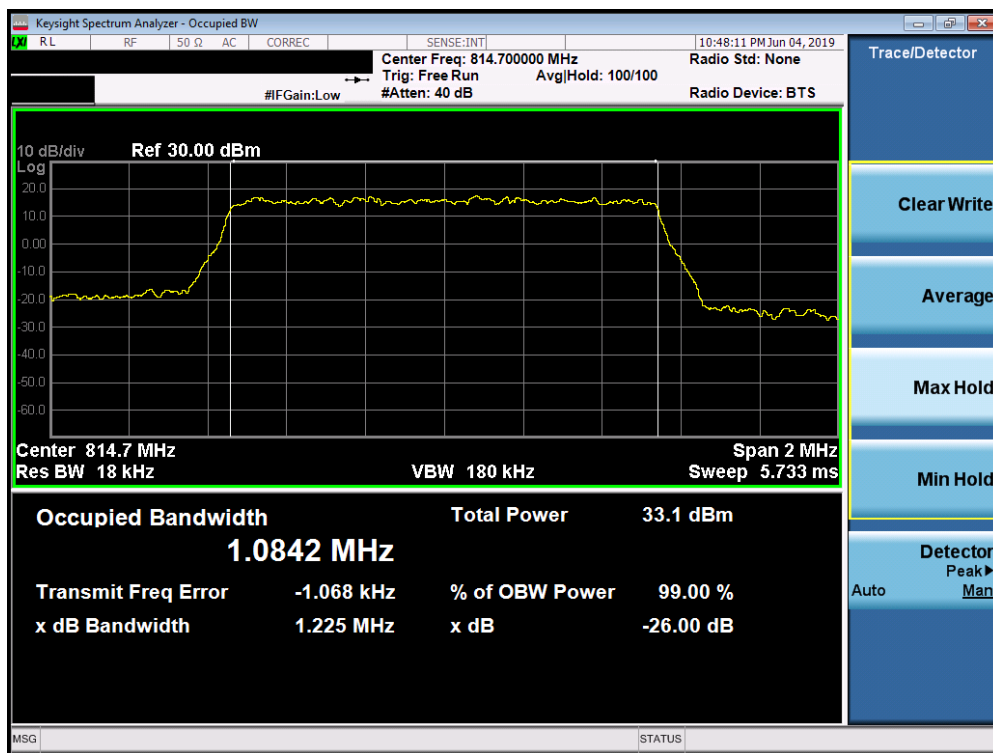 Keysight Spectrum Analyzer - Occupied BW
LXI RL RF 50 Ω AC CORREC SENSE:INT 10:48:11 PM Jun 04, 2019
Center Freq: 814.700000 MHz Radio Std: None
Trig: Free Run Avg|Hold: 100/100
#IFGain:Low #Atten: 40 dB Radio Device: BTS
10 dB/div Ref 30.00 dBm
Log
20.0
10.0
0.00
-10.0
-20.0
-30.0
-40.0
-50.0
-60.0
Center 814.7 MHz Span 2 MHz
Res BW 18 kHz VBW 180 kHz Sweep 5.733 ms
Occupied Bandwidth Total Power 33.1 dBm
1.0842 MHz
Transmit Freq Error -1.068 kHz % of OBW Power 99.00 %
x dB Bandwidth 1.225 MHz x dB -26.00 dB
MSG STATUS
Trace/Detector
Clear Write
Average
Max Hold
Min Hold
Detector
Peak▶
Auto Man